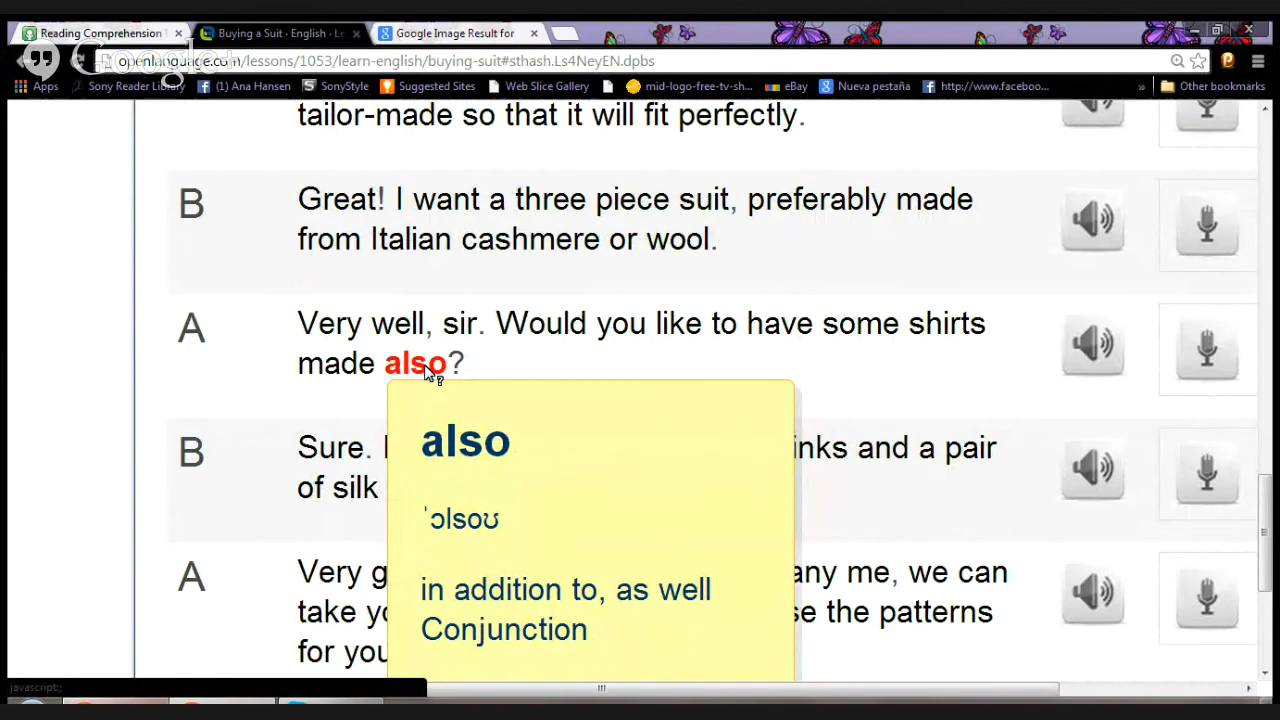 Reading Comprehension
Buying a Suit - English - Le
Google Image Result for
Google+
openlanguage.com/lessons/1053/learn-english/buying-suit#sthash.Ls4NeyEN.dpbs
Apps
Sony Reader Library
(1) Ana Hansen
SonyStyle
Suggested Sites
Web Slice Gallery
mid-logo-free-tv-sh...
eBay
Nueva pestaña
http://www.faceboo...
»
Other bookmarks
tailor-made so that it will fit perfectly.
B
Great! I want a three piece suit, preferably made
from Italian cashmere or wool.
A
Very well, sir. Would you like to have some shirts
made also?
also
ˈɔlsoʊ
in addition to, as well
Conjunction
B
Sure. inks and a pair
of silk
A
Very g any me, we can
take yo se the patterns
for you
javascript:;